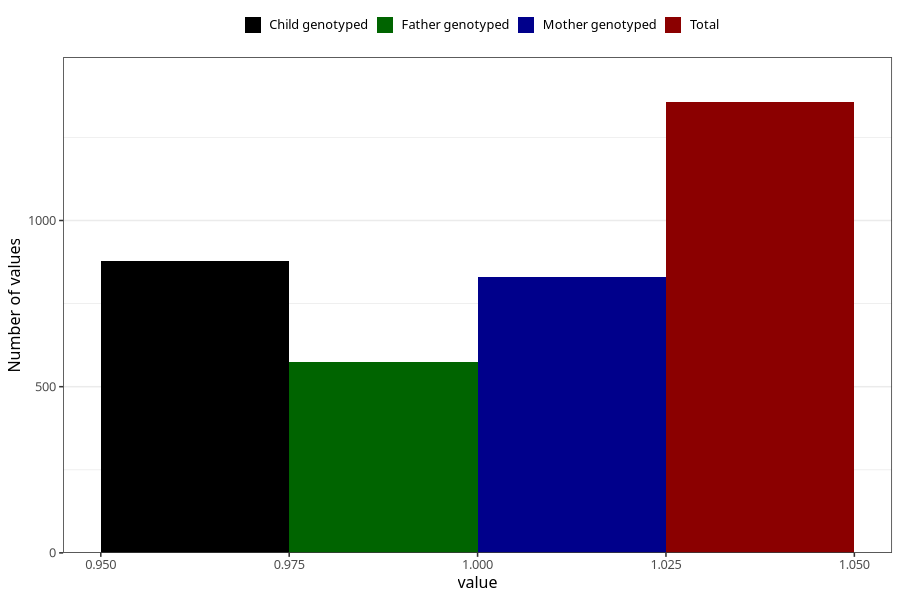 Child genotyped Father genotyped Mother genotyped Total
Number of values
1000
500
0
0.950 0.975 1.000 1.025 1.050
value